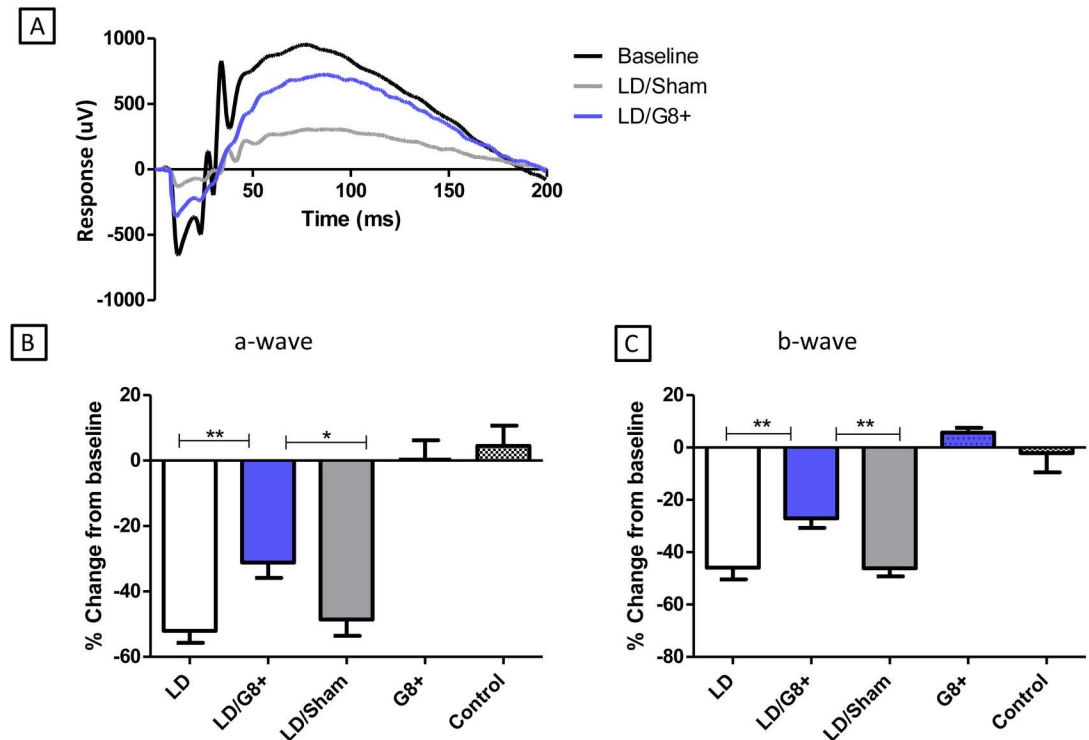 A
1000
500
0
-500
-1000
Response (uV)
50 100 150 200
Time (ms)
Baseline
LD/Sham
LD/G8+
B
a-wave
20
0
-20
-40
-60
% Change from baseline
** *
LD LD/G8+ LD/Sham G8+ Control
C
b-wave
20
0
-20
-40
-60
-80
% Change from baseline
** **
LD LD/G8+ LD/Sham G8+ Control